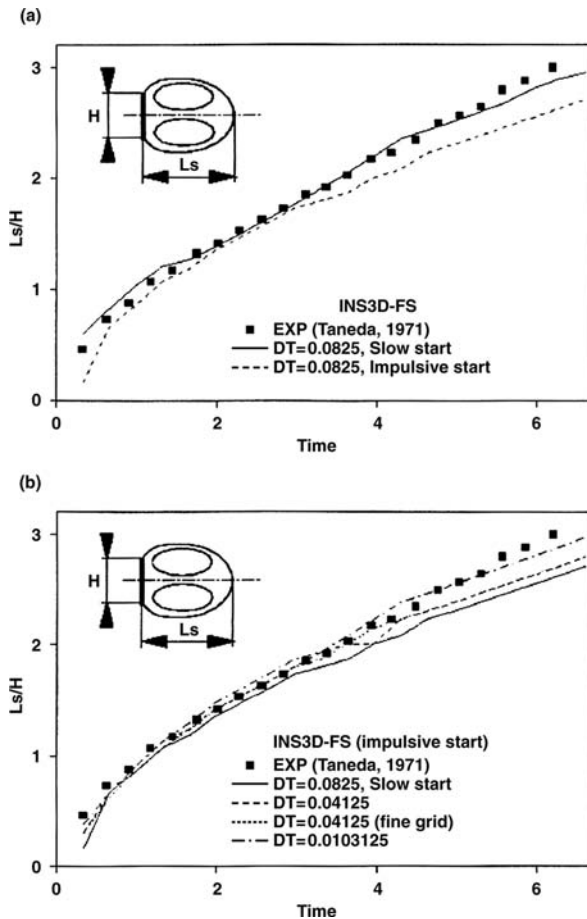 (a)
3
2
1
0
Ls/H
H
Ls
INS3D-FS
EXP (Taneda, 1971)
DT=0.0825, Slow start
DT=0.0825, Impulsive start
0
2
4
6
Time
(b)
3
2
1
0
Ls/H
H
Ls
INS3D-FS (impulsive start)
EXP (Taneda, 1971)
DT=0.0825, Slow start
DT=0.04125
DT=0.04125 (fine grid)
DT=0.0103125
0
2
4
6
Time